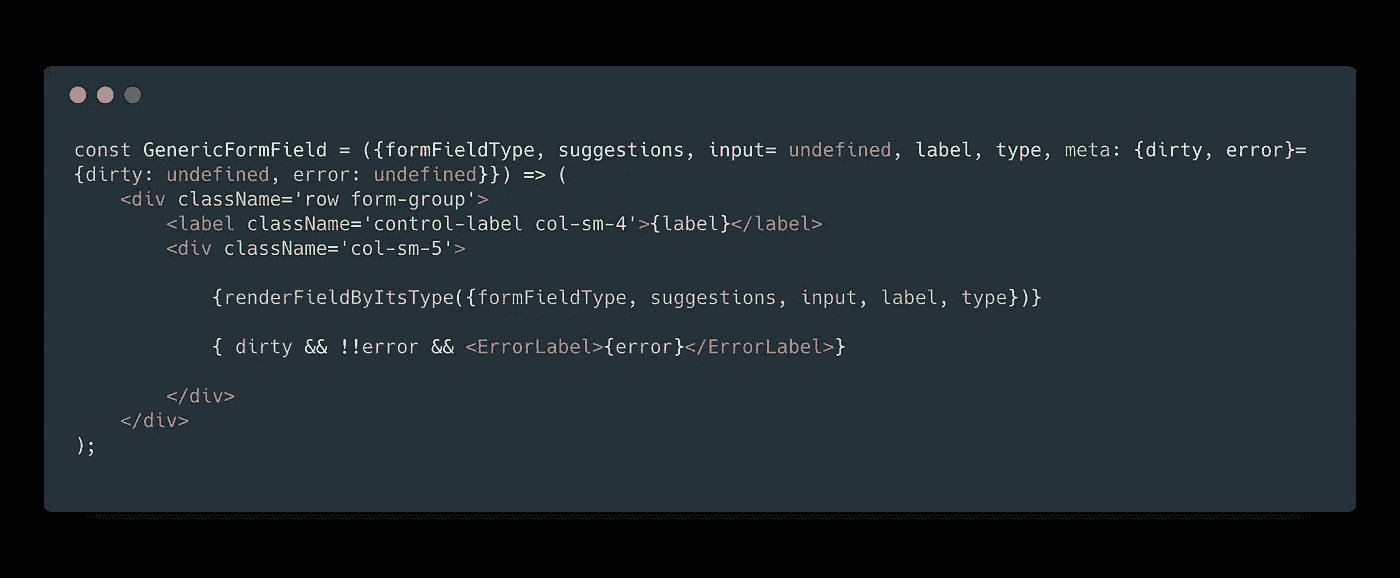 const GenericFormField = ({formFieldType, suggestions, input= undefined, label, type, meta: {dirty, error}=
{dirty: undefined, error: undefined}}) => (
    <div className='row form-group'>
        <label className='control-label col-sm-4'>{label}</label>
        <div className='col-sm-5'>
            {renderFieldByItsType({formFieldType, suggestions, input, label, type})}
            { dirty && !!error && <ErrorLabel>{error}</ErrorLabel>}
        </div>
    </div>
);